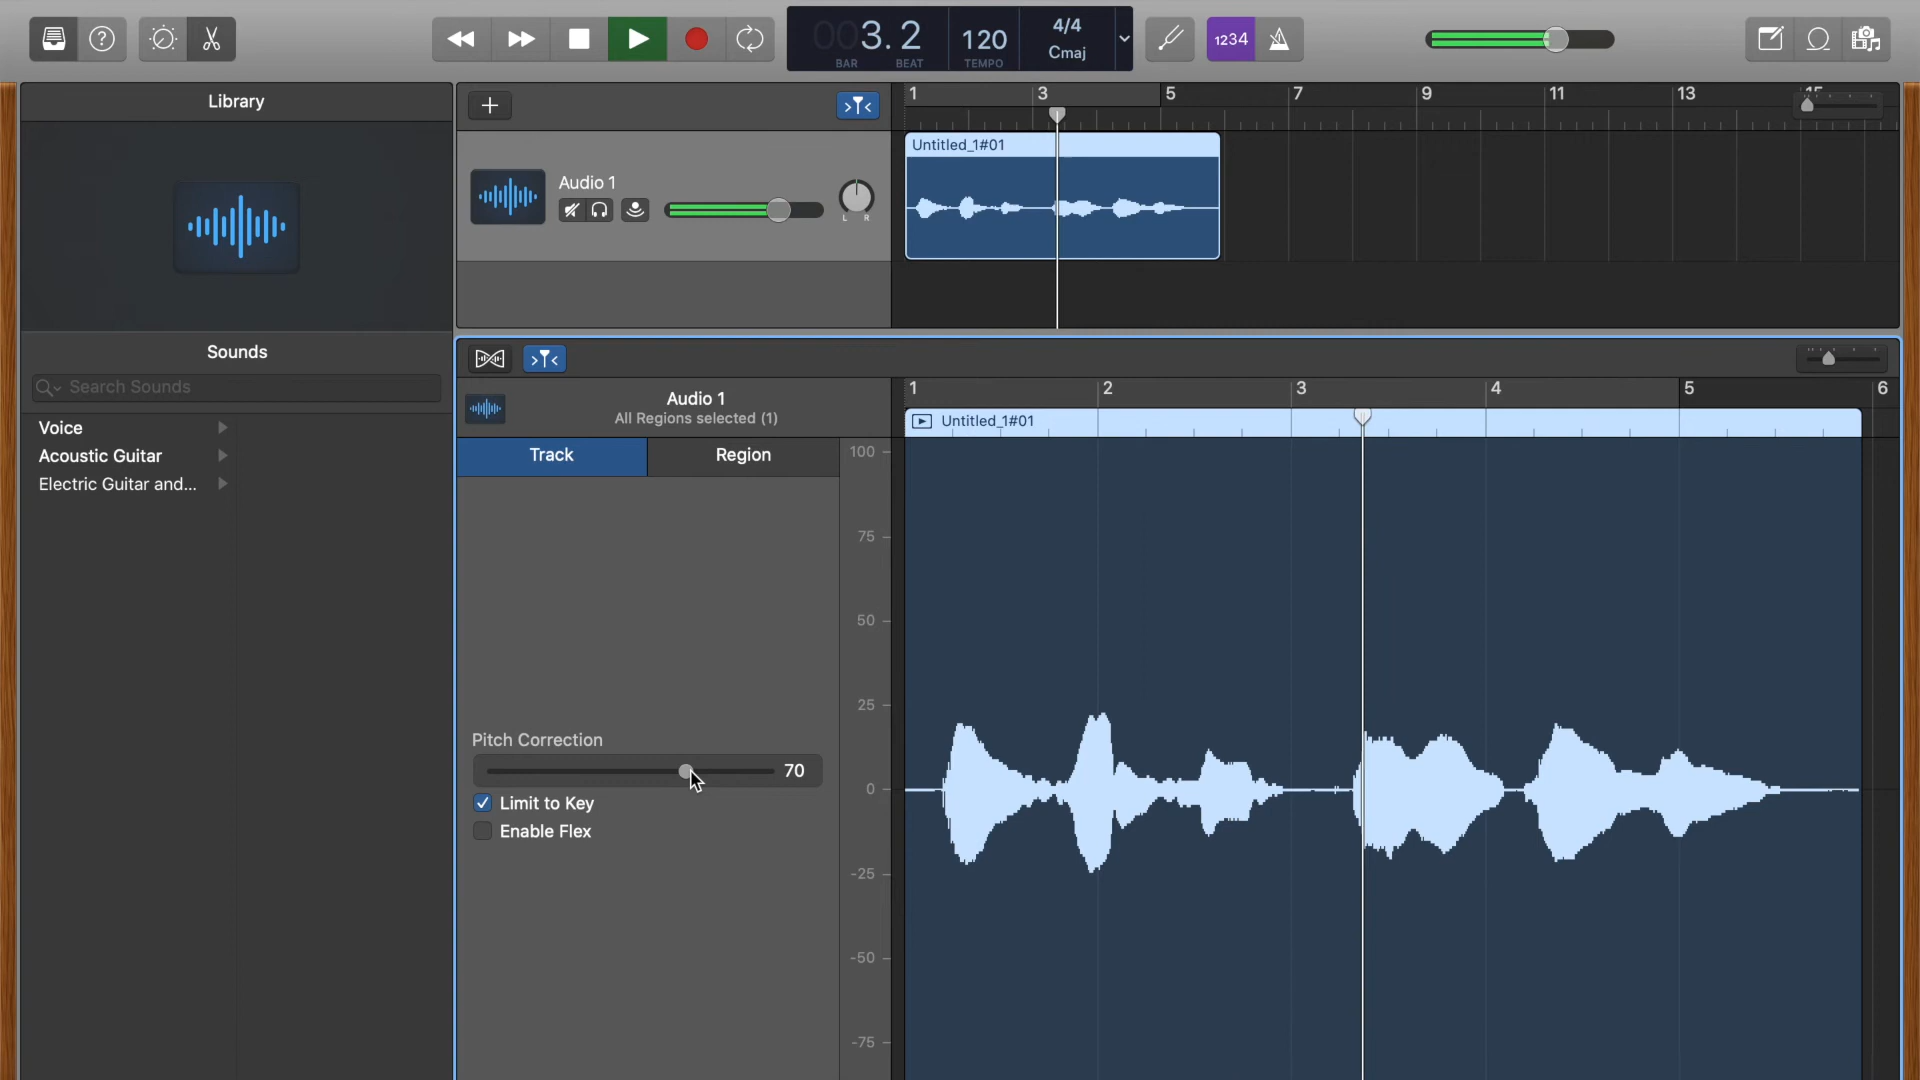 003. 2
BAR BEAT
120
TEMPO
4/4
Cmaj
1234
Library
Sounds
Search Sounds
Voice
Acoustic Guitar
Electric Guitar and...
Audio 1
L R
1 3 5 7 9 11 13 15
Untitled_1#01
Audio 1
All Regions selected (1)
Track Region
Pitch Correction
70
Limit to Key
Enable Flex
1 2 3 4 5 6
Untitled_1#01
100
75
50
25
0
-25
-50
-75